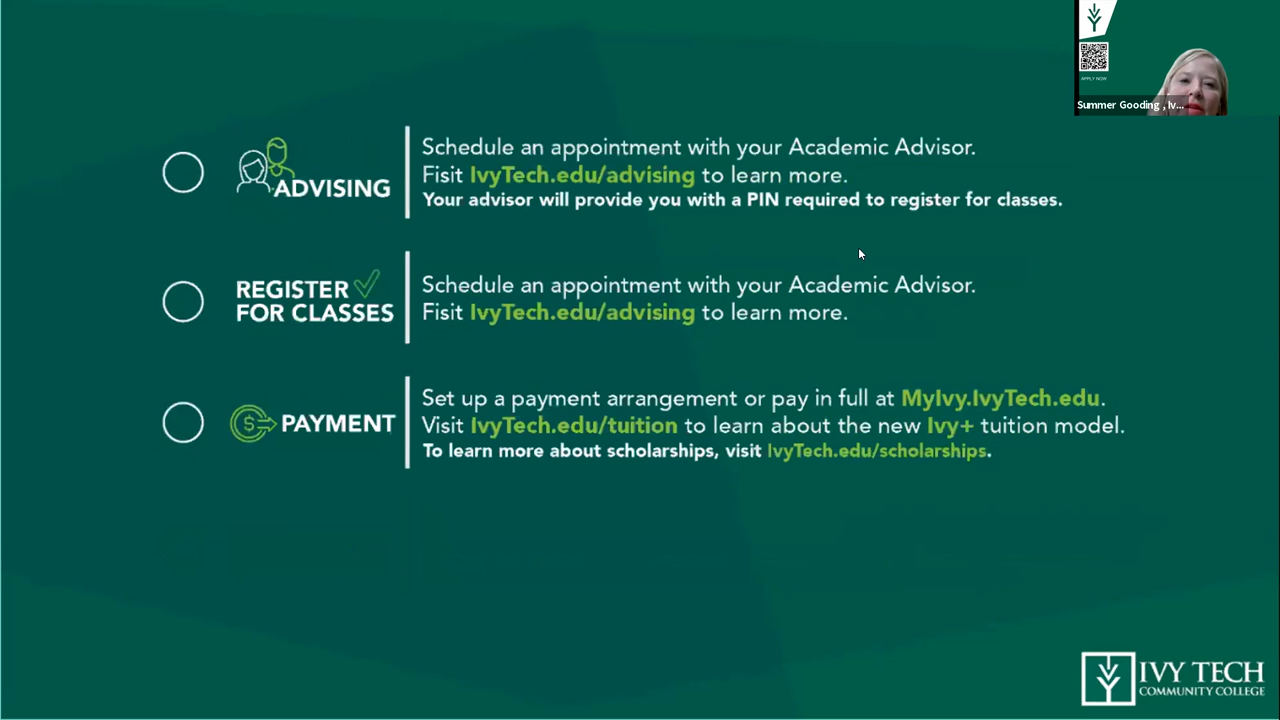 APPLY NOW
Summer Gooding , Iv...
ADVISING
Schedule an appointment with your Academic Advisor.
Fisit IvyTech.edu/advising to learn more.
Your advisor will provide you with a PIN required to register for classes.
REGISTER
FOR CLASSES
Schedule an appointment with your Academic Advisor.
Fisit IvyTech.edu/advising to learn more.
PAYMENT
Set up a payment arrangement or pay in full at MyIvy.IvyTech.edu.
Visit IvyTech.edu/tuition to learn about the new Ivy+ tuition model.
To learn more about scholarships, visit IvyTech.edu/scholarships.
IVY TECH
COMMUNITY COLLEGE